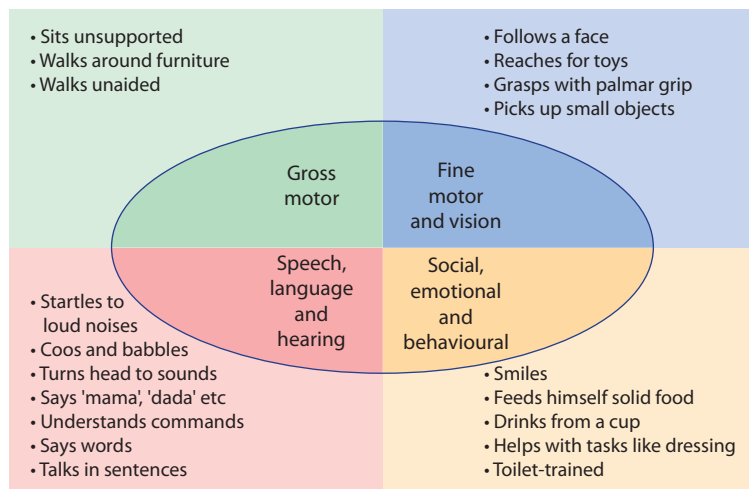 • Sits unsupported
• Walks around furniture
• Walks unaided
• Follows a face
• Reaches for toys
• Grasps with palmar grip
• Picks up small objects
Gross
motor
Fine
motor
and vision
Speech,
language
and
hearing
Social,
emotional
and
behavioural
• Startles to
loud noises
• Coos and babbles
• Turns head to sounds
• Says 'mama', 'dada' etc
• Understands commands
• Says words
• Talks in sentences
• Smiles
• Feeds himself solid food
• Drinks from a cup
• Helps with tasks like dressing
• Toilet-trained